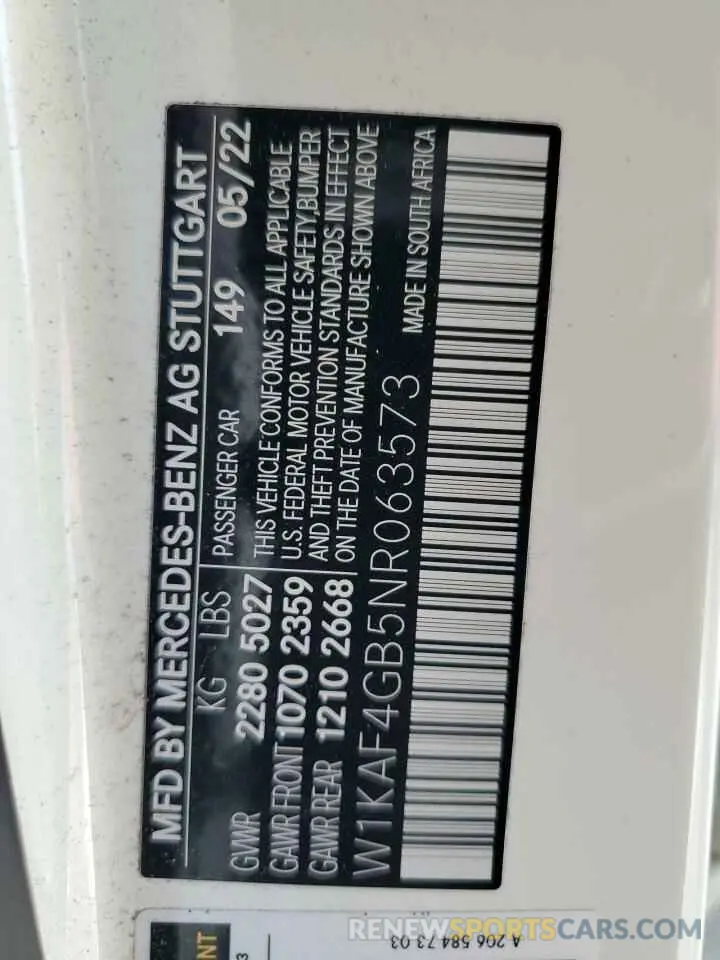 MFD BY MERCEDES-BENZ AG STUTTGART
KG LBS PASSENGER CAR 149 05/22
GVWR 2280 5027 THIS VEHICLE CONFORMS TO ALL APPLICABLE
GAWR FRONT 1070 2359 U.S. FEDERAL MOTOR VEHICLE SAFETY, BUMPER
GAWR REAR 1210 2668 AND THEFT PREVENTION STANDARDS IN EFFECT
ON THE DATE OF MANUFACTURE SHOWN ABOVE
W1KAF4GB5NR063573 MADE IN SOUTH AFRICA
A 206 584 73 03
RENEWSPORTSCARS.COM